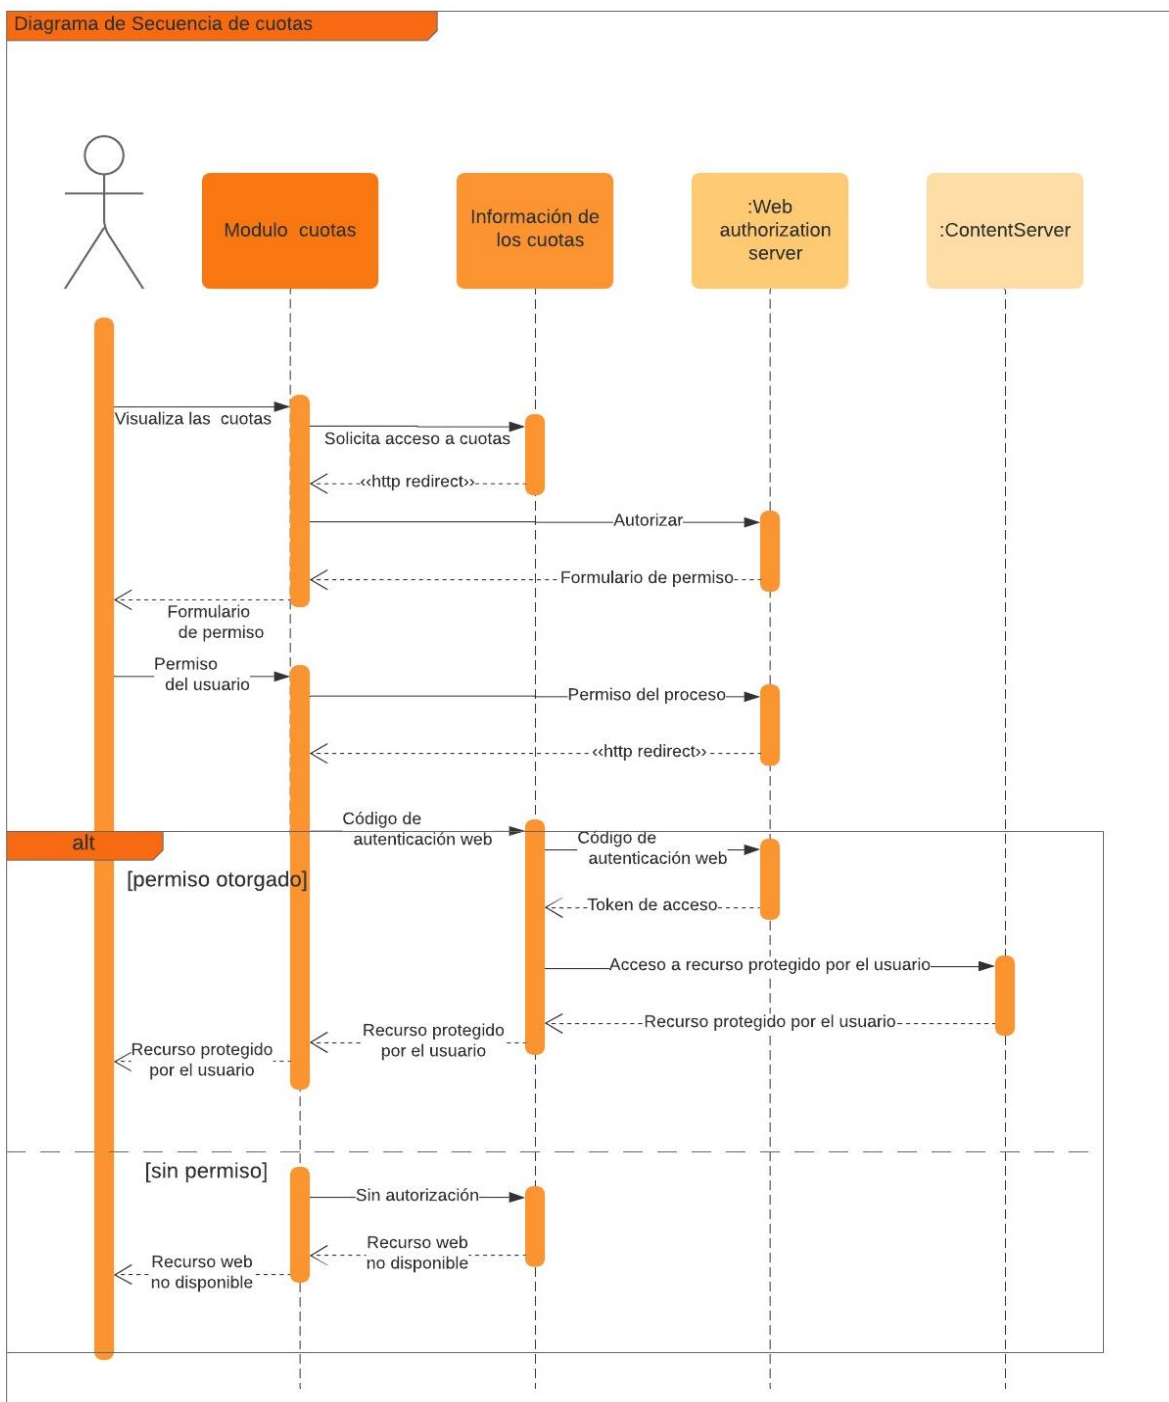 Diagrama de Secuencia de cuotas
Modulo cuotas
Información de
los cuotas
:Web
authorization
server
:ContentServer
Visualiza las cuotas
Solicita acceso a cuotas
‹‹http redirect››
Autorizar
Formulario de permiso
Formulario
de permiso
Permiso
del usuario
Permiso del proceso
‹‹http redirect››
Código de
autenticación web
alt
Código de
autenticación web
[permiso otorgado]
Token de acceso
Acceso a recurso protegido por el usuario
Recurso protegido por el usuario
Recurso protegido
por el usuario
Recurso protegido
por el usuario
[sin permiso]
Sin autorización
Recurso web
no disponible
Recurso web
no disponible